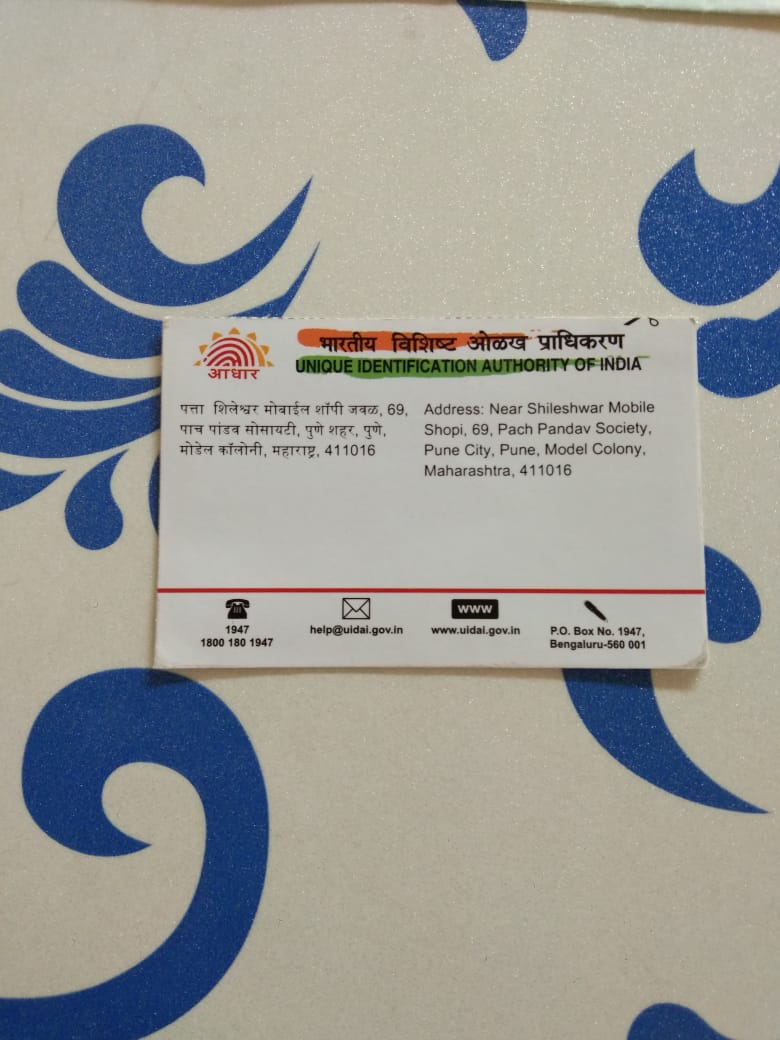 आधार
भारतीय विशिष्ट ओळख प्राधिकरण
UNIQUE IDENTIFICATION AUTHORITY OF INDIA
पत्ता शिलेश्वर मोबाईल शॉपी जवळ, 69,
पाच पांडव सोसायटी, पुणे शहर, पुणे,
मोडेल कॉलोनी, महाराष्ट्र, 411016
Address: Near Shileshwar Mobile
Shopi, 69, Pach Pandav Society,
Pune City, Pune, Model Colony,
Maharashtra, 411016
1947
1800 180 1947
help@uidai.gov.in
www
www.uidai.gov.in
P.O. Box No. 1947,
Bengaluru-560 001